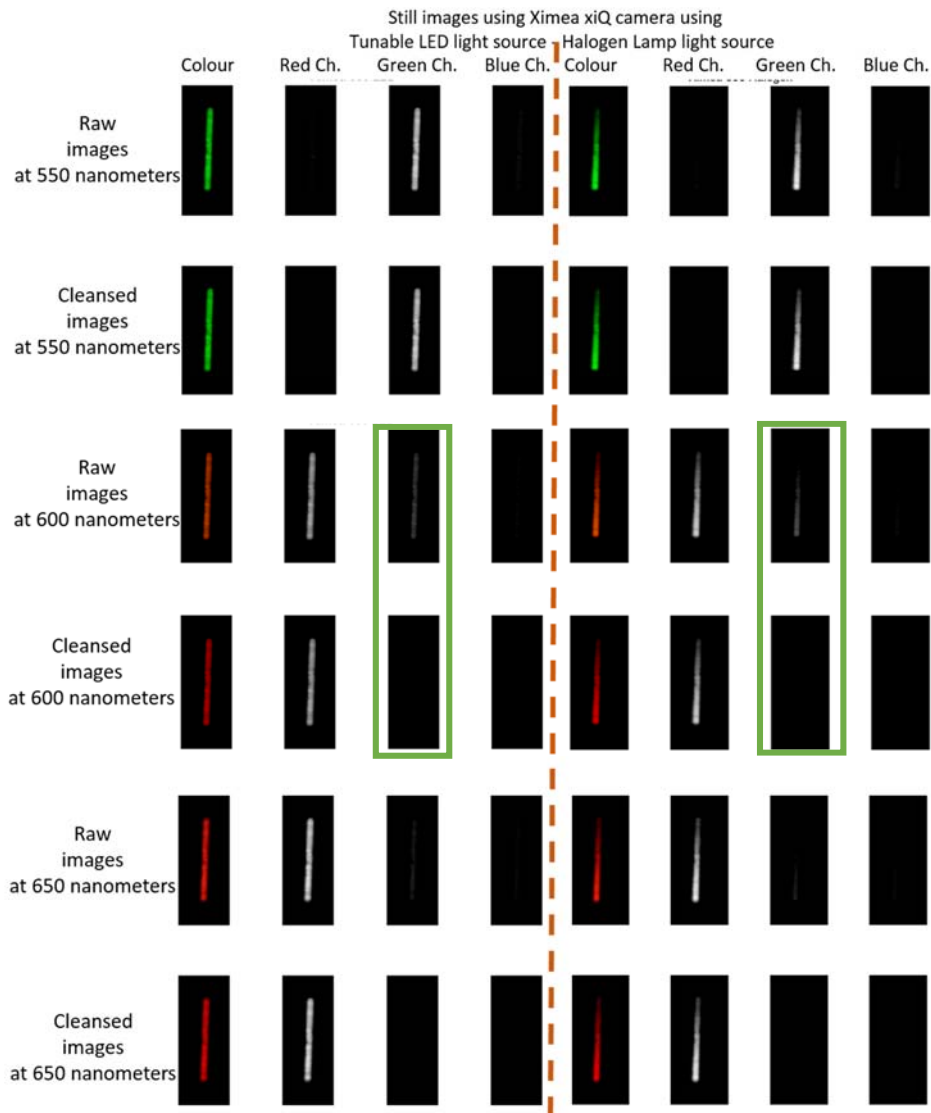 Still images using Ximea xiQ camera using
Tunable LED light source - Halogen Lamp light source
Colour Red Ch. Green Ch. Blue Ch. Colour Red Ch. Green Ch. Blue Ch.
Raw
images
at 550 nanometers
Cleansed
images
at 550 nanometers
Raw
images
at 600 nanometers
Cleansed
images
at 600 nanometers
Raw
images
at 650 nanometers
Cleansed
images
at 650 nanometers